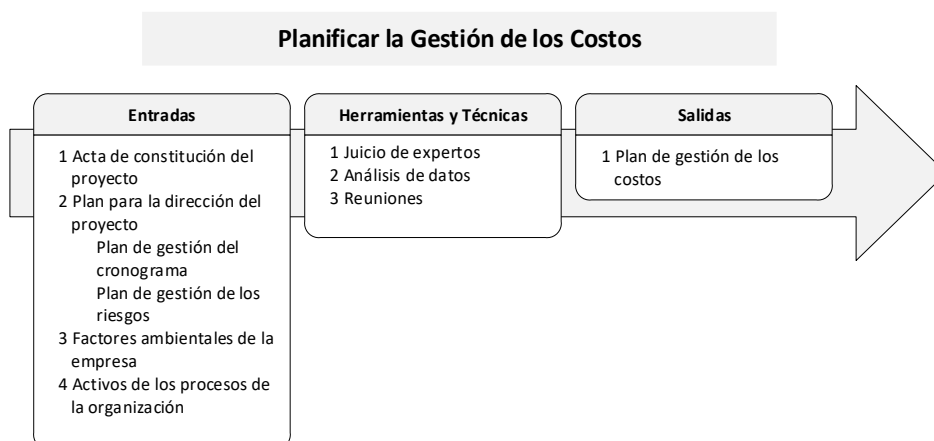 Planificar la Gestión de los Costos
Entradas
1 Acta de constitución del
proyecto
2 Plan para la dirección del
proyecto
Plan de gestión del
cronograma
Plan de gestión de los
riesgos
3 Factores ambientales de la
empresa
4 Activos de los procesos de
la organización
Herramientas y Técnicas
1 Juicio de expertos
2 Análisis de datos
3 Reuniones
Salidas
1 Plan de gestión de los
costos